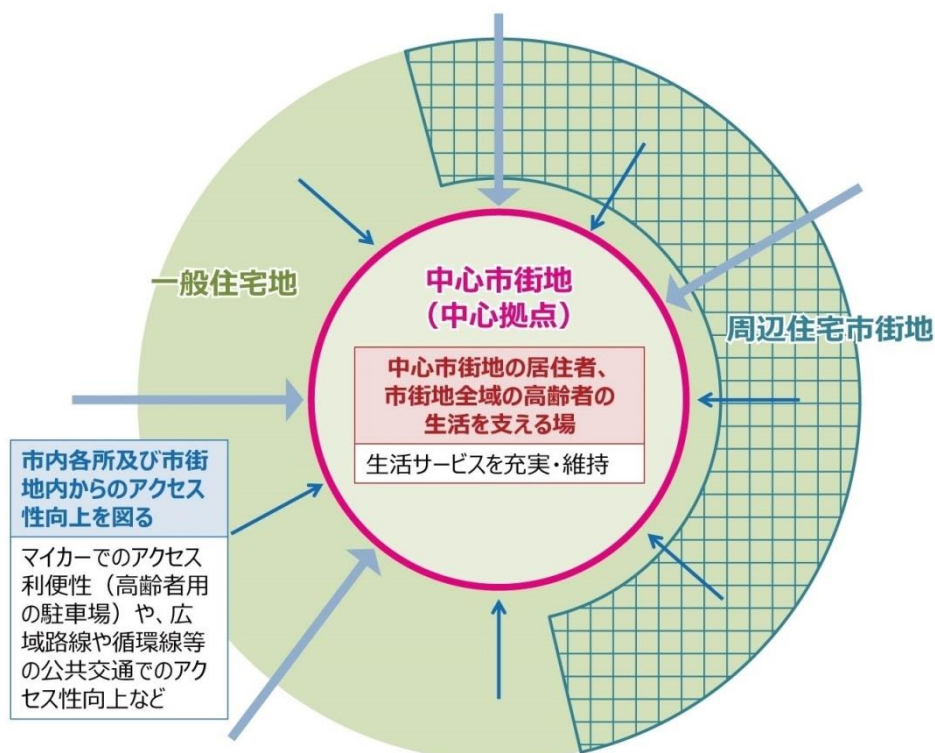 一般住宅地
中心市街地
（中心拠点）
周辺住宅市街地
中心市街地の居住者、
市街地全域の高齢者の
生活を支える場
生活サービスを充実・維持
市内各所及び市街
地内からのアクセス
性向上を図る
マイカーでのアクセス
利便性（高齢者用
の駐車場）や、広
域路線や循環線等
の公共交通でのアク
セス性向上など